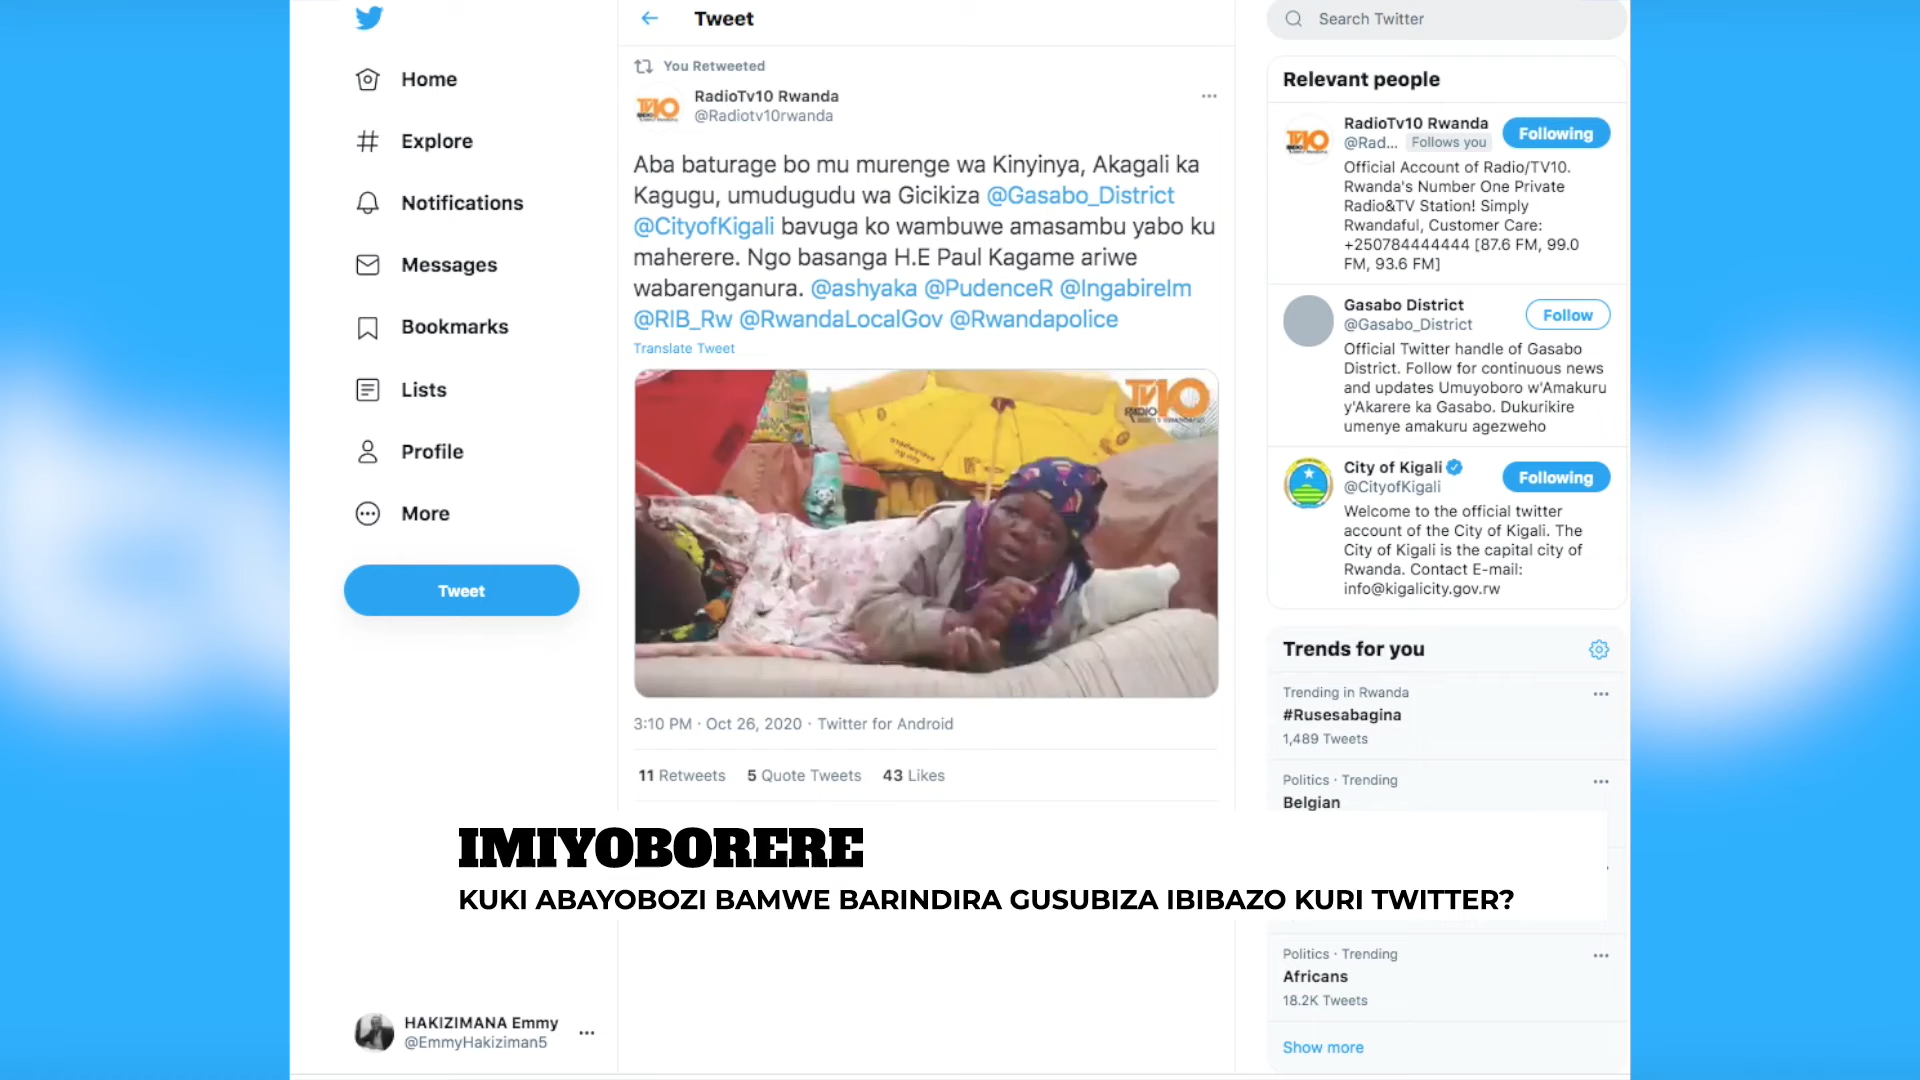 Home
Explore
Notifications
Messages
Bookmarks
Lists
Profile
More
Tweet
HAKIZIMANA Emmy
@EmmyHakiziman5
Tweet
You Retweeted
RadioTv10 Rwanda
@Radiotv10rwanda
Aba baturage bo mu murenge wa Kinyinya, Akagali ka
Kagugu, umudugudu wa Gicikiza @Gasabo_District
@CityofKigali bavuga ko wambuwe amasambu yabo ku
maherere. Ngo basanga H.E Paul Kagame ariwe
wabarenganura. @ashyaka @PudenceR @IngabireIm
@RIB_Rw @RwandaLocalGov @Rwandapolice
Translate Tweet
TV10
RADIO
3:10 PM · Oct 26, 2020 · Twitter for Android
11 Retweets 5 Quote Tweets 43 Likes
IMIYOBORERE
KUKI ABAYOBOZI BAMWE BARINDIRA GUSUBIZA IBIBAZO KURI TWITTER?
Search Twitter
Relevant people
TV10
RadioTv10 Rwanda
@Rad... Follows you
Following
Official Account of Radio/TV10.
Rwanda's Number One Private
Radio&TV Station! Simply
Rwandaful, Customer Care:
+250784444444 [87.6 FM, 99.0
FM, 93.6 FM]
Gasabo District
@Gasabo_District
Follow
Official Twitter handle of Gasabo
District. Follow for continuous news
and updates Umuyoboro w'Amakuru
y'Akarere ka Gasabo. Dukurikire
umenye amakuru agezweho
City of Kigali
@CityofKigali
Following
Welcome to the official twitter
account of the City of Kigali. The
City of Kigali is the capital city of
Rwanda. Contact E-mail:
info@kigalicity.gov.rw
Trends for you
Trending in Rwanda
#Rusesabagina
1,489 Tweets
Politics · Trending
Belgian
Politics · Trending
Africans
18.2K Tweets
Show more